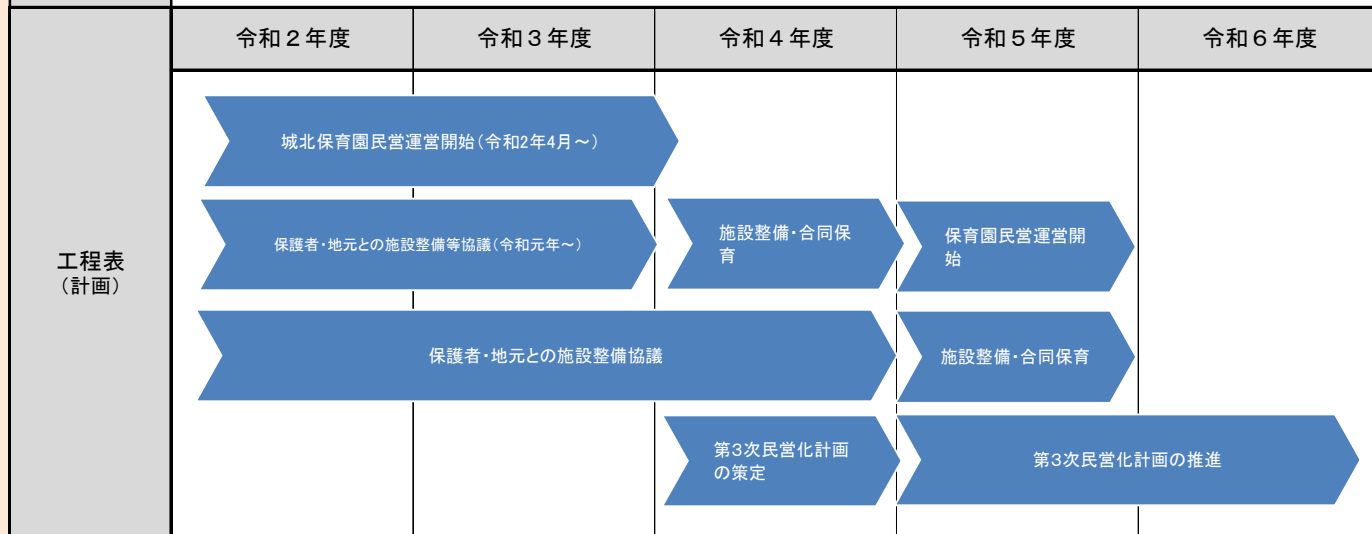 令和２年度
令和３年度
令和４年度
令和５年度
令和６年度
工程表
（計画）
城北保育園民営運営開始（令和2年4月～）
保護者・地元との施設整備等協議（令和元年～）
施設整備・合同保
育
保育園民営運営開
始
保護者・地元との施設整備協議
施設整備・合同保育
第3次民営化計画
の策定
第3次民営化計画の推進